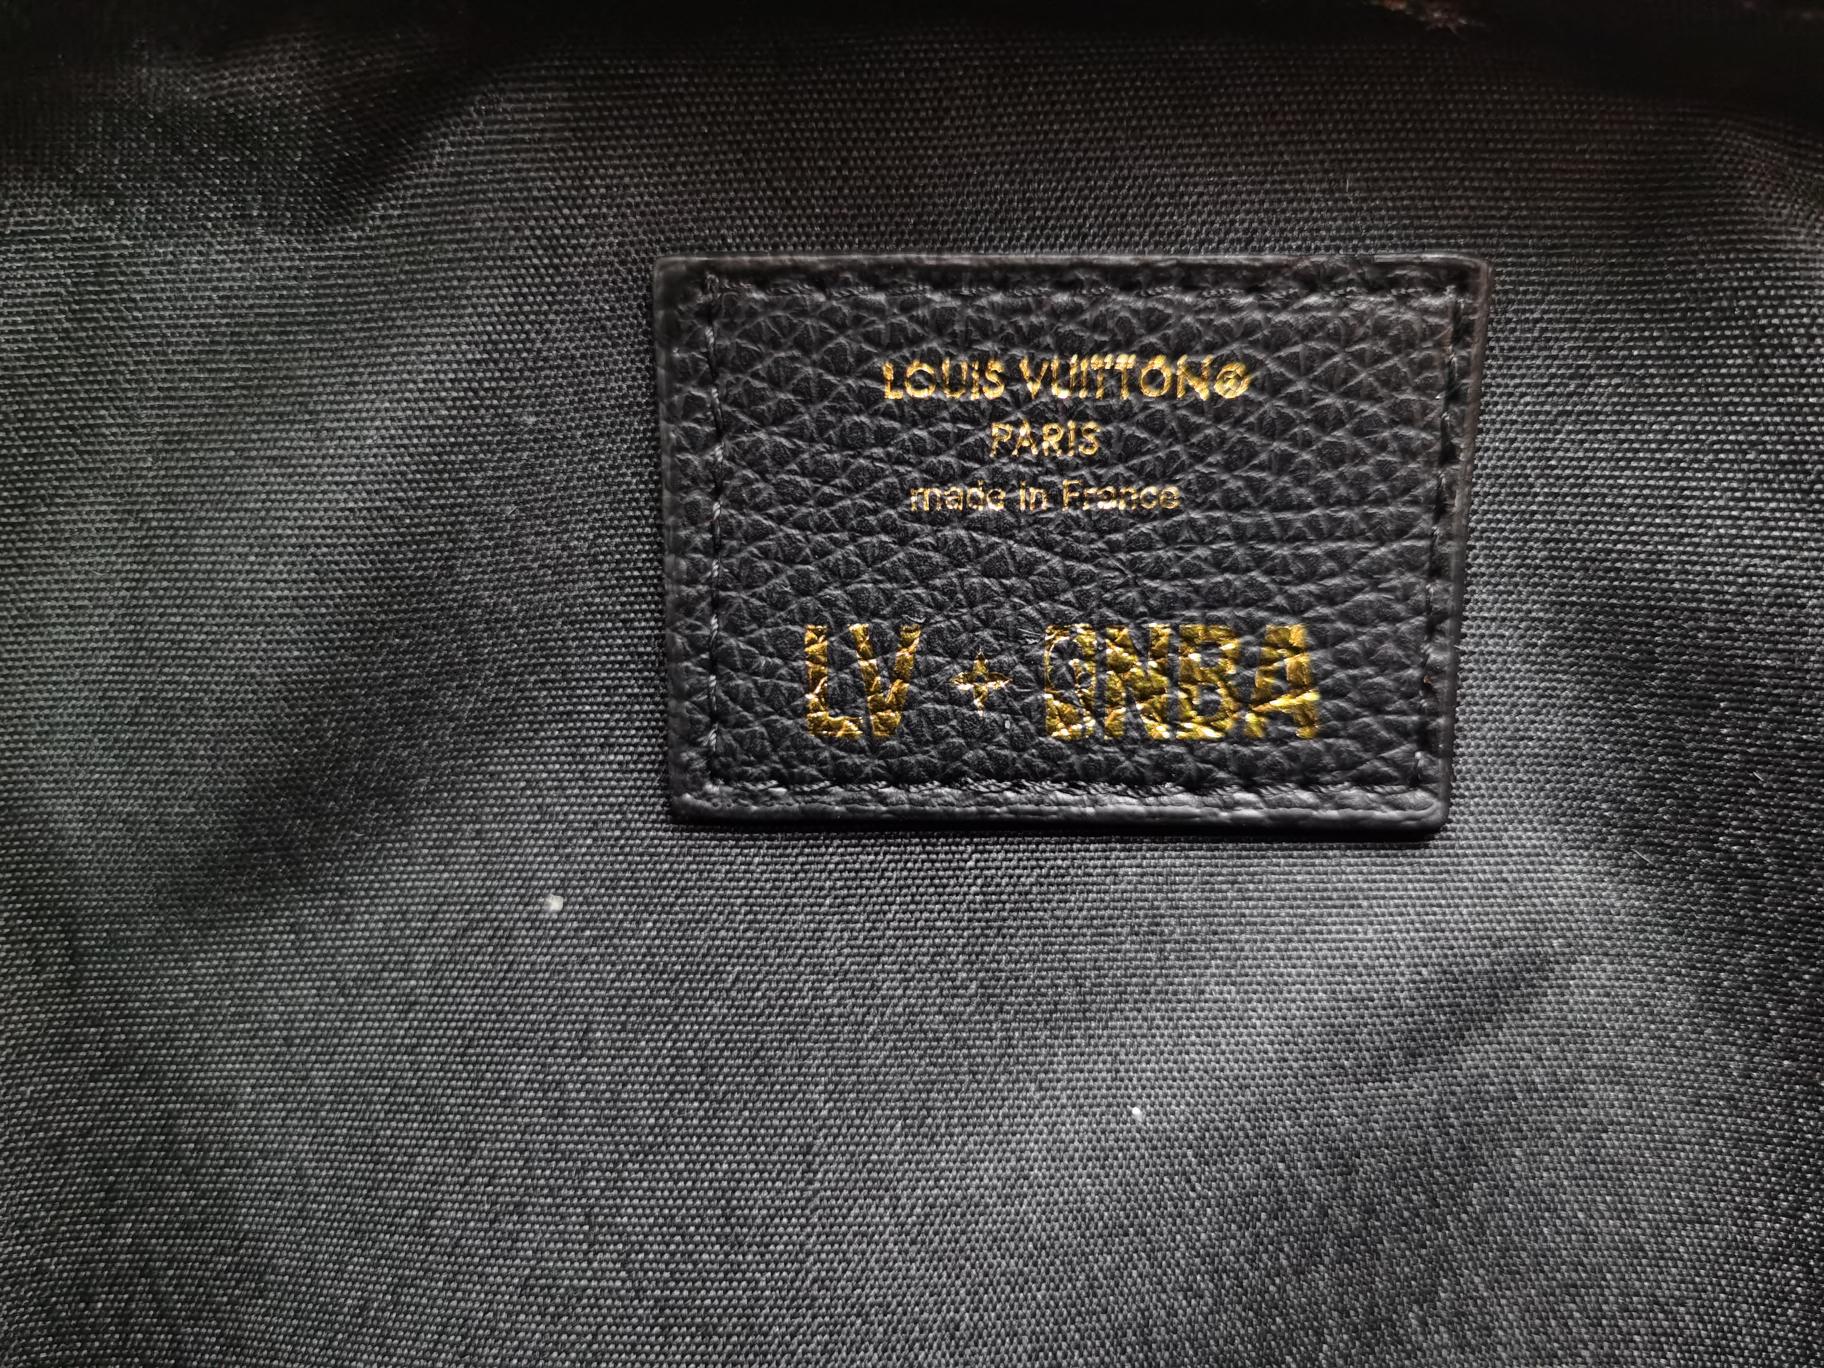 LOUIS VUITTON®
PARIS
made in France
LV + NBA